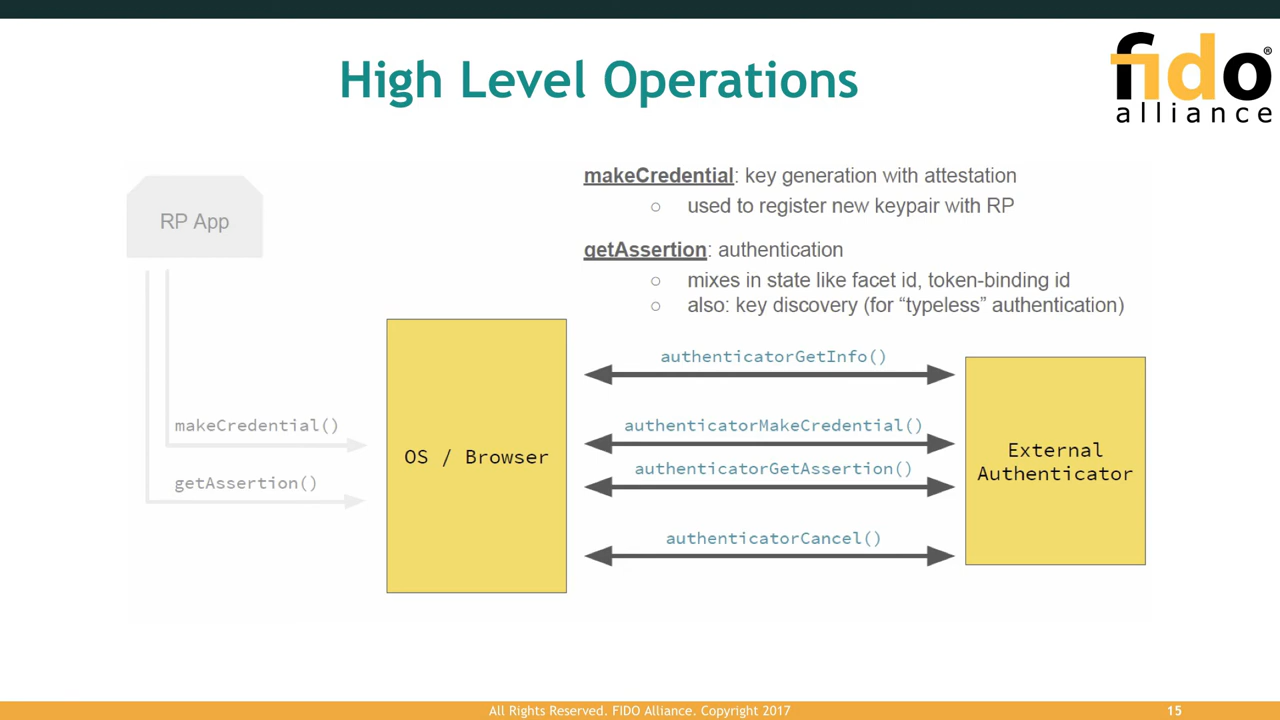 High Level Operations
fido®
alliance
RP App
makeCredential: key generation with attestation
○ used to register new keypair with RP
getAssertion: authentication
○ mixes in state like facet id, token-binding id
○ also: key discovery (for “typeless” authentication)
makeCredential()
getAssertion()
OS / Browser
authenticatorGetInfo()
authenticatorMakeCredential()
authenticatorGetAssertion()
authenticatorCancel()
External
Authenticator
All Rights Reserved. FIDO Alliance. Copyright 2017
15